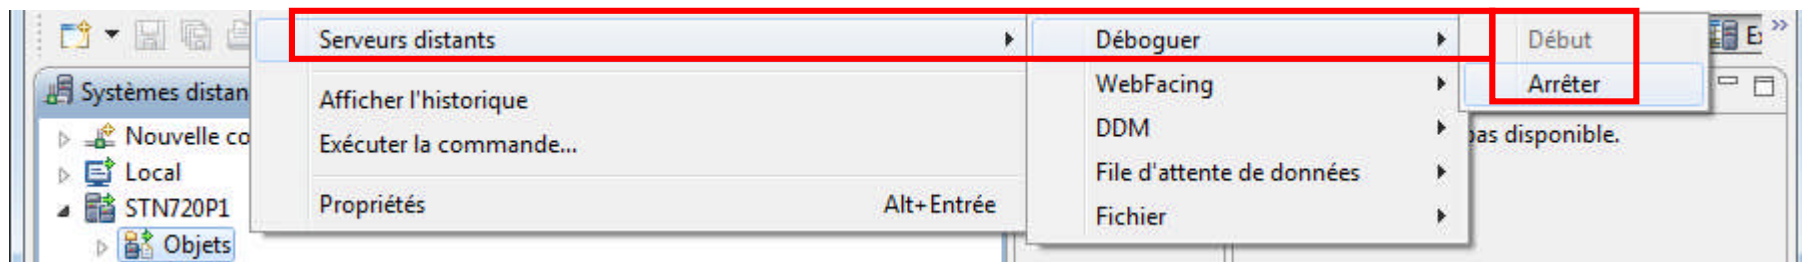 Serveurs distants
Déboguer
Début
E
Systèmes distan
Afficher l'historique
WebFacing
Arrêter
Nouvelle co
Exécuter la commande...
DDM
pas disponible.
Local
File d'attente de données
STN720P1
Propriétés
Alt+Entrée
Fichier
Objets